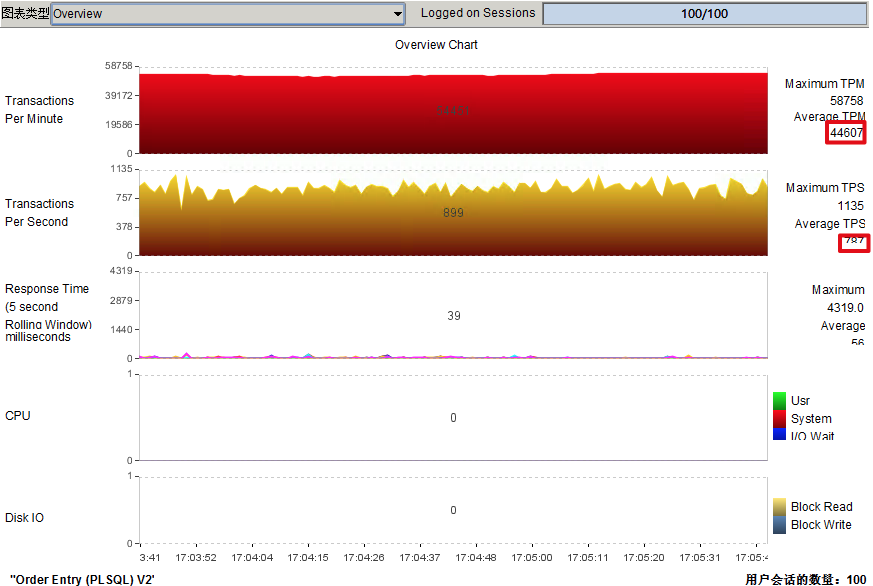 图表类型 Overview Logged on Sessions 100/100
Overview Chart
58758
39172
19586
0
Transactions
Per Minute
Maximum TPM
58758
Average TPM
44607
1135
757
378
0
Transactions
Per Second
899
Maximum TPS
1135
Average TPS
787
4319
2879
1440
0
Response Time
(5 second
Rolling Window)
milliseconds
39
Maximum
4319.0
Average
56
1
0
CPU
0
Usr
System
I/O Wait
1
0
Disk IO
0
Block Read
Block Write
3:41 17:03:52 17:04:04 17:04:15 17:04:26 17:04:37 17:04:48 17:05:00 17:05:11 17:05:20 17:05:31 17:05:4
"Order Entry (PLSQL) V2' 用户会话的数量：100